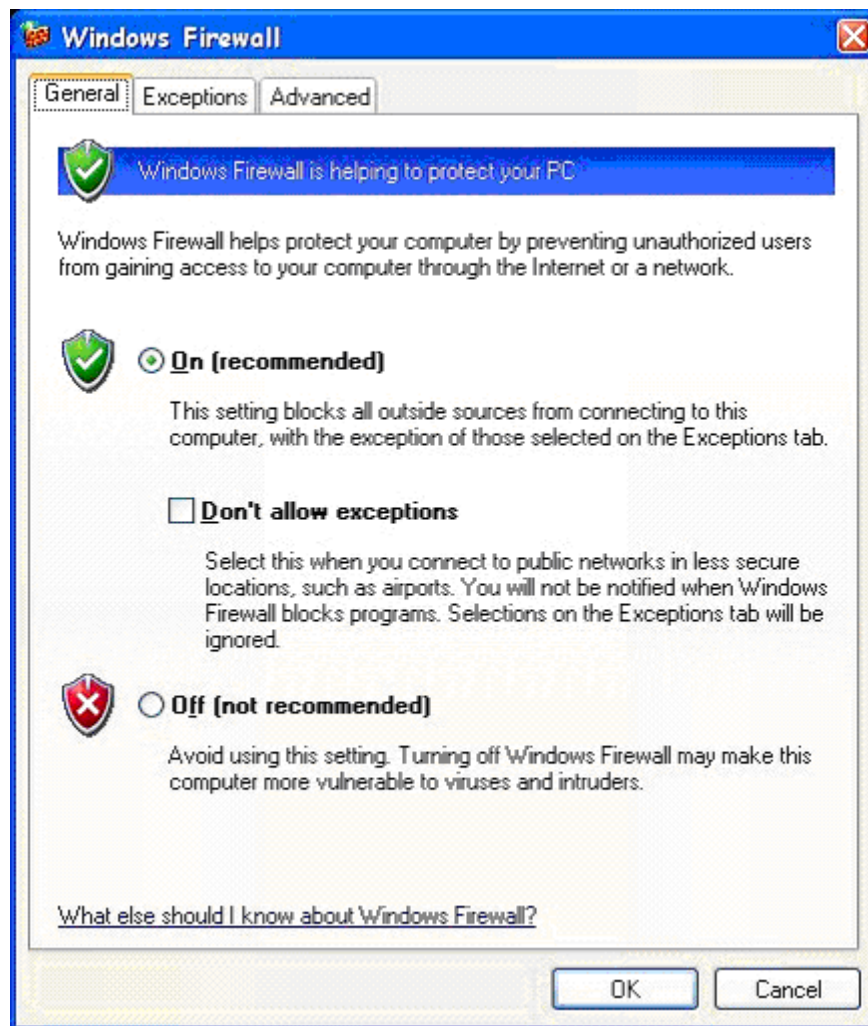 Windows Firewall
General Exceptions Advanced
Windows Firewall is helping to protect your PC
Windows Firewall helps protect your computer by preventing unauthorized users
from gaining access to your computer through the Internet or a network.
On (recommended)
This setting blocks all outside sources from connecting to this
computer, with the exception of those selected on the Exceptions tab.
Don't allow exceptions
Select this when you connect to public networks in less secure
locations, such as airports. You will not be notified when Windows
Firewall blocks programs. Selections on the Exceptions tab will be
ignored.
Off (not recommended)
Avoid using this setting. Turning off Windows Firewall may make this
computer more vulnerable to viruses and intruders.
What else should I know about Windows Firewall?
OK Cancel